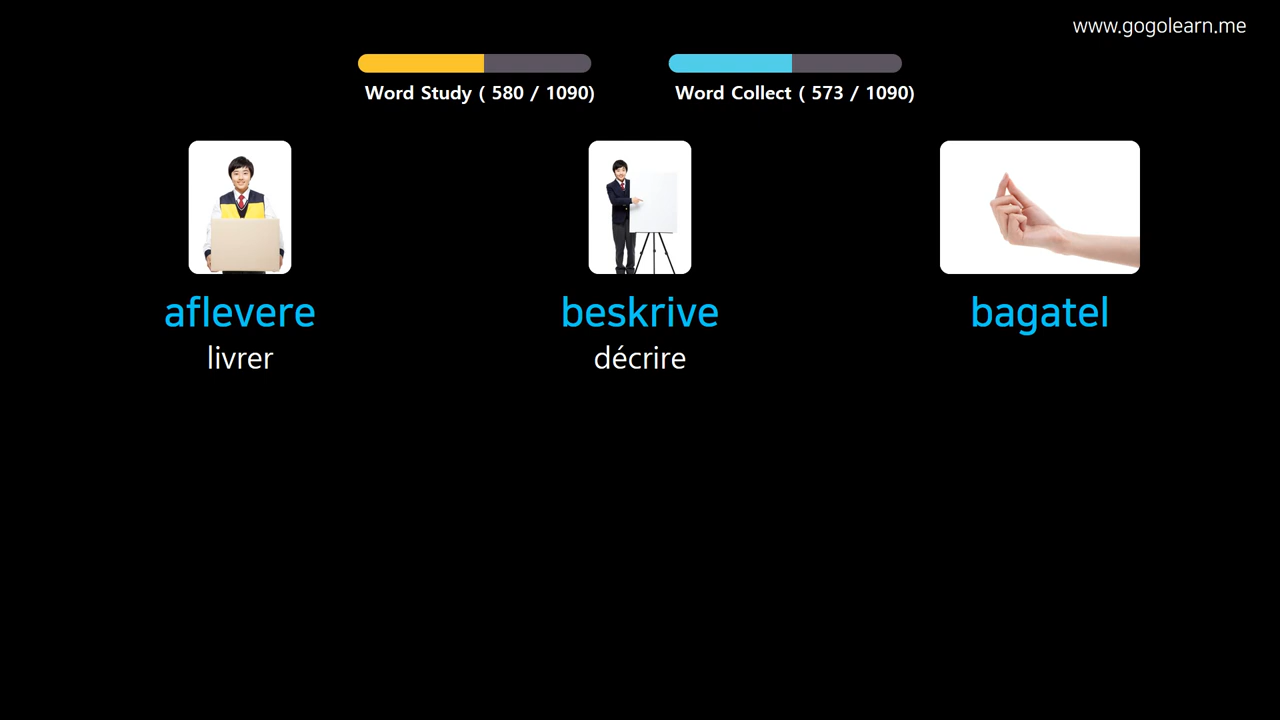 www.gogolearn.me
Word Study ( 580 / 1090)
Word Collect ( 573 / 1090)
aflevere
livrer
beskrive
décrire
bagatel